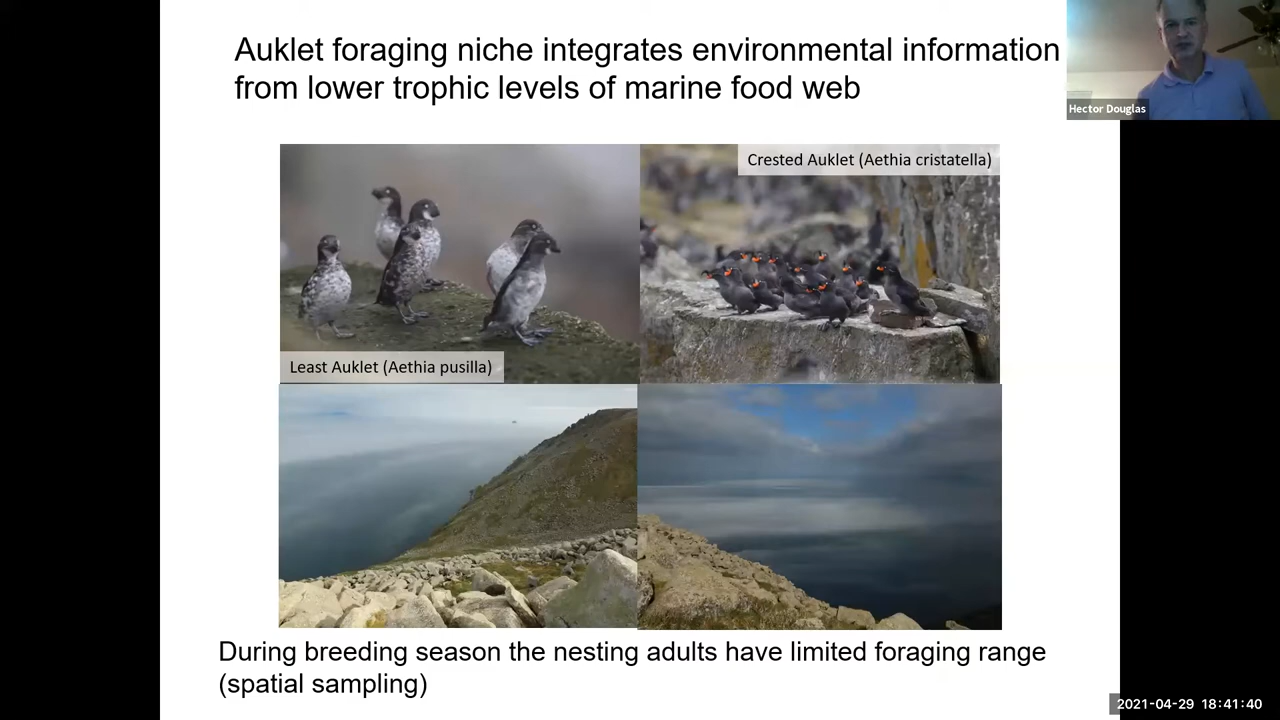 Auklet foraging niche integrates environmental information
from lower trophic levels of marine food web
Hector Douglas
Crested Auklet (Aethia cristatella)
Least Auklet (Aethia pusilla)
During breeding season the nesting adults have limited foraging range
(spatial sampling)
2021-04-29 18:41:40